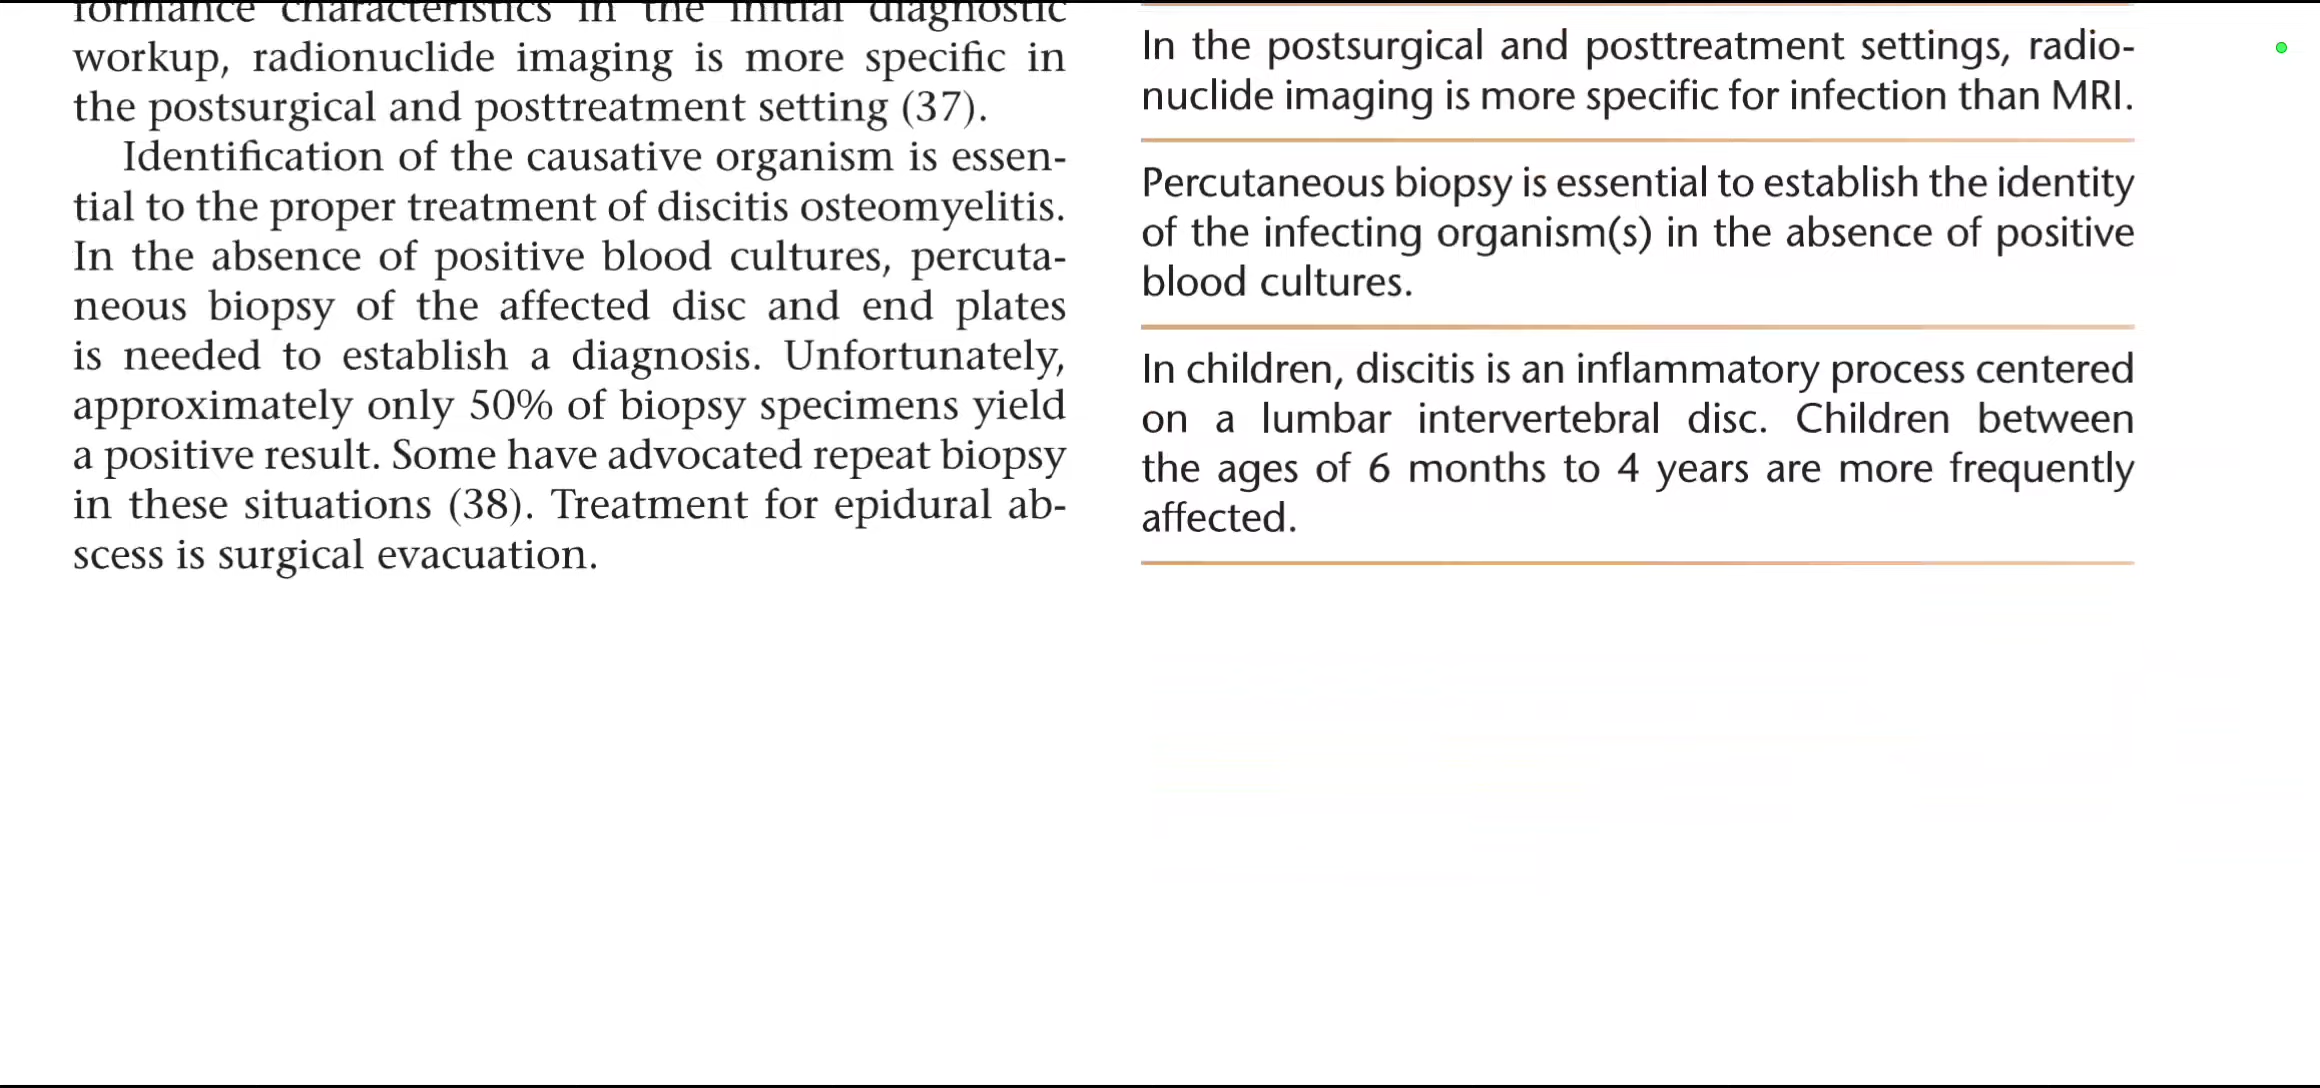 formance characteristics in the initial diagnostic
workup, radionuclide imaging is more specific in
the postsurgical and posttreatment setting (37).
Identification of the causative organism is essen-
tial to the proper treatment of discitis osteomyelitis.
In the absence of positive blood cultures, percuta-
neous biopsy of the affected disc and end plates
is needed to establish a diagnosis. Unfortunately,
approximately only 50% of biopsy specimens yield
a positive result. Some have advocated repeat biopsy
in these situations (38). Treatment for epidural ab-
scess is surgical evacuation.
In the postsurgical and posttreatment settings, radio-
nuclide imaging is more specific for infection than MRI.
Percutaneous biopsy is essential to establish the identity
of the infecting organism(s) in the absence of positive
blood cultures.
In children, discitis is an inflammatory process centered
on a lumbar intervertebral disc. Children between
the ages of 6 months to 4 years are more frequently
affected.